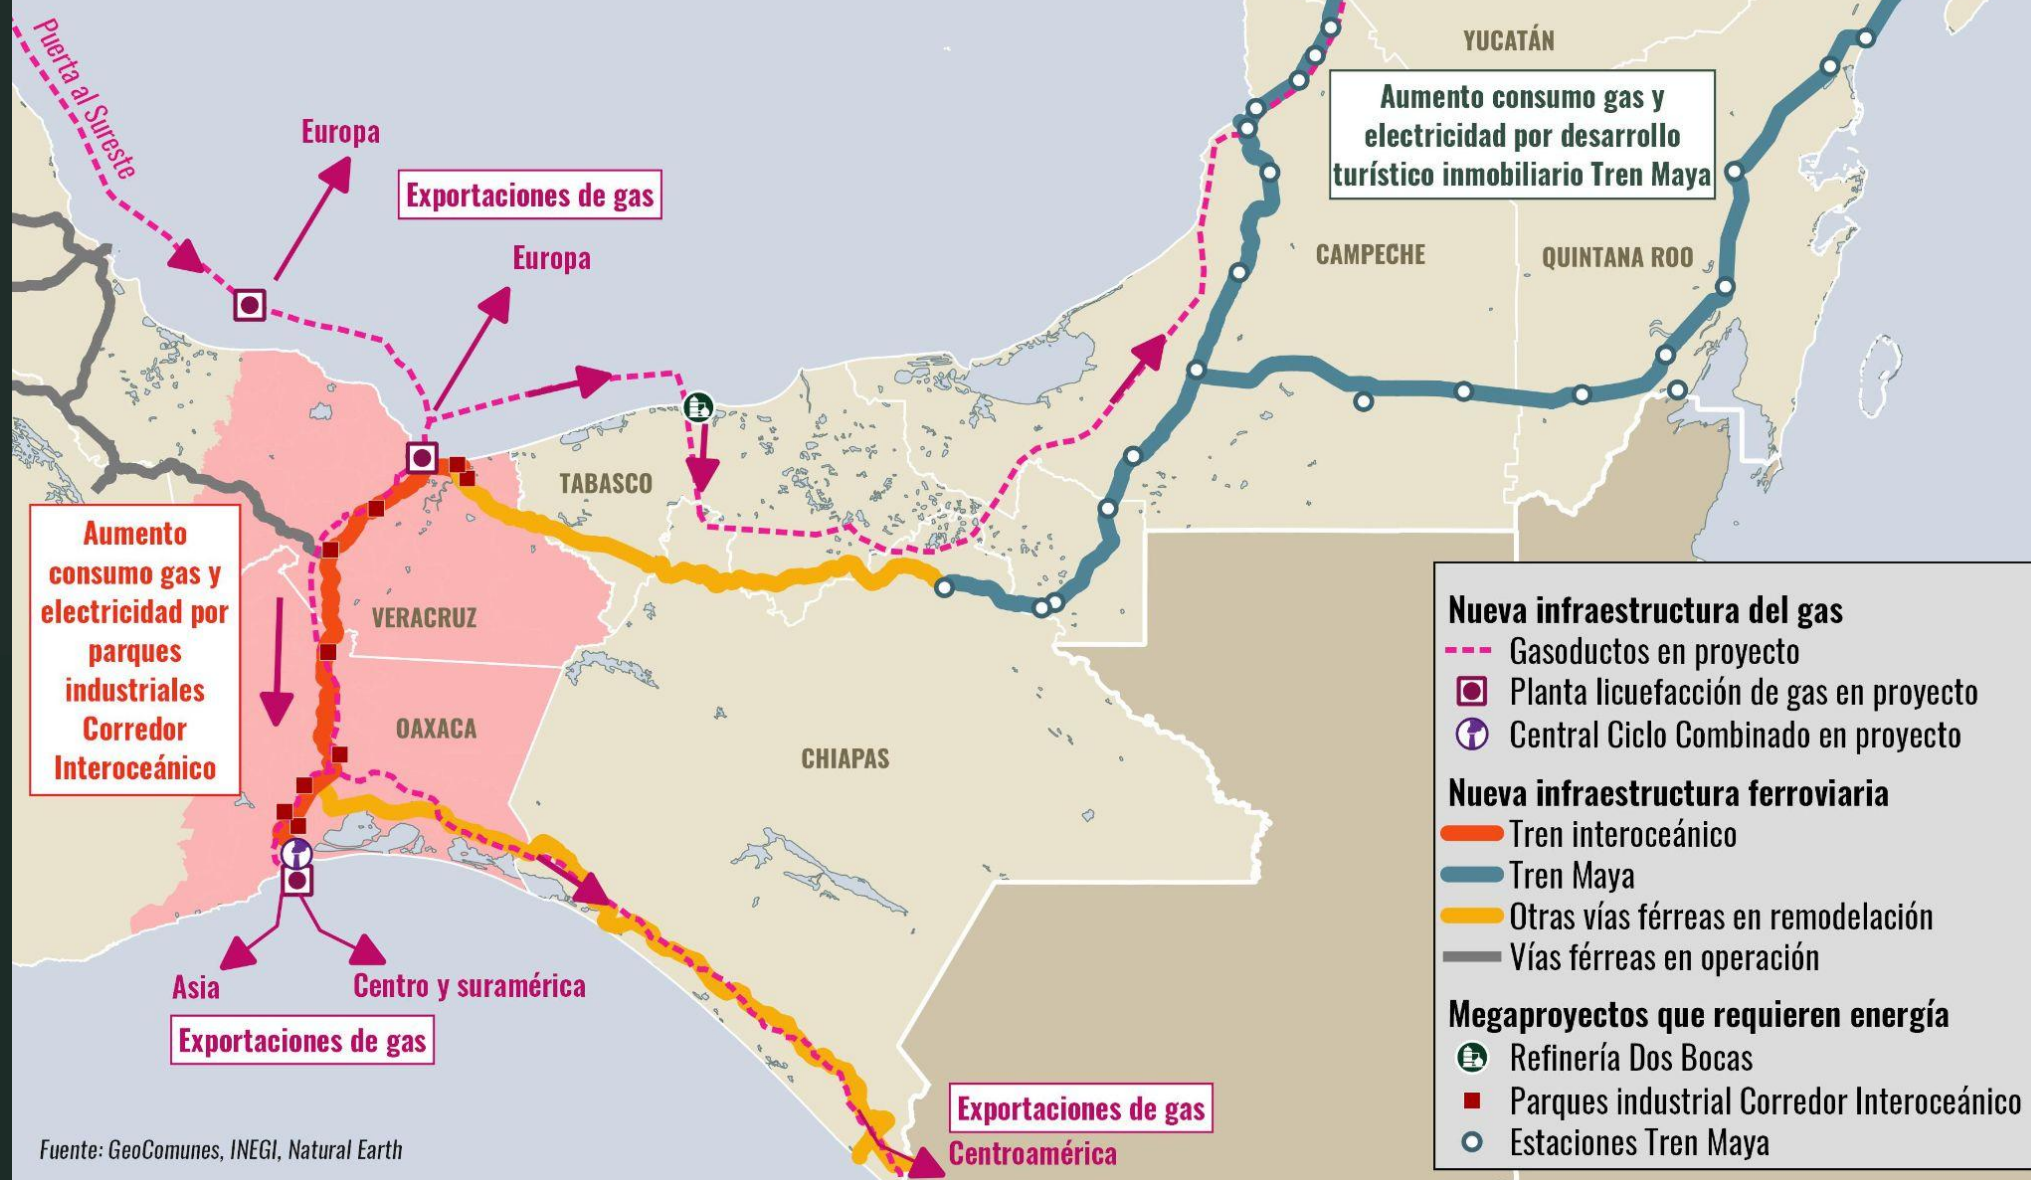 Puerta al Sureste
Europa
Exportaciones de gas
Europa
YUCATÁN
Aumento consumo gas y
electricidad por desarrollo
turístico inmobiliario Tren Maya
CAMPECHE
QUINTANA ROO
TABASCO
Aumento
consumo gas y
electricidad por
parques
industriales
Corredor
Interoceánico
VERACRUZ
OAXACA
CHIAPAS
Asia
Centro y suramérica
Exportaciones de gas
Exportaciones de gas
Centroamérica
Fuente: GeoComunes, INEGI, Natural Earth
Nueva infraestructura del gas
Gasoductos en proyecto
Planta licuefacción de gas en proyecto
Central Ciclo Combinado en proyecto
Nueva infraestructura ferroviaria
Tren interoceánico
Tren Maya
Otras vías férreas en remodelación
Vías férreas en operación
Megaproyectos que requieren energía
Refinería Dos Bocas
Parques industrial Corredor Interoceánico
Estaciones Tren Maya